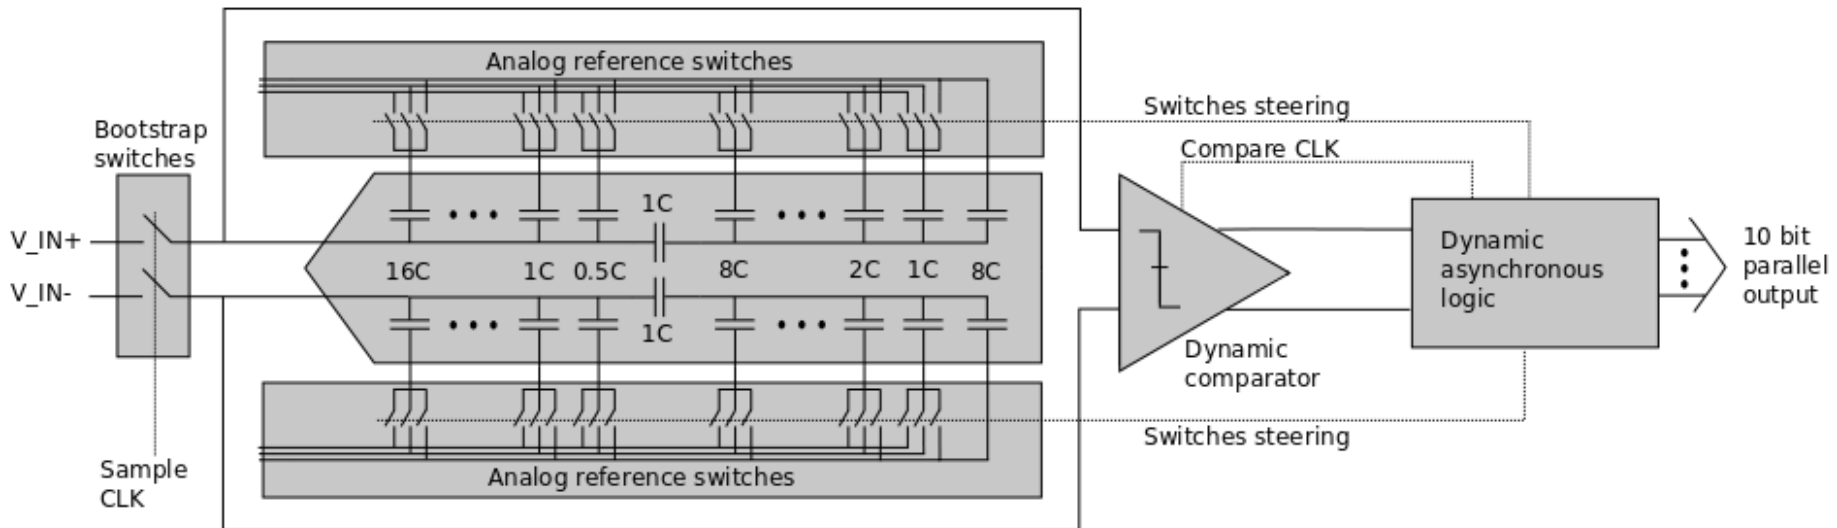 Analog reference switches
Bootstrap
switches
Switches steering
Compare CLK
V_IN+
V_IN-
1C
16C
1C
0.5C
8C
2C
1C
8C
1C
Dynamic
asynchronous
logic
10 bit
parallel
output
Dynamic
comparator
Switches steering
Sample
CLK
Analog reference switches